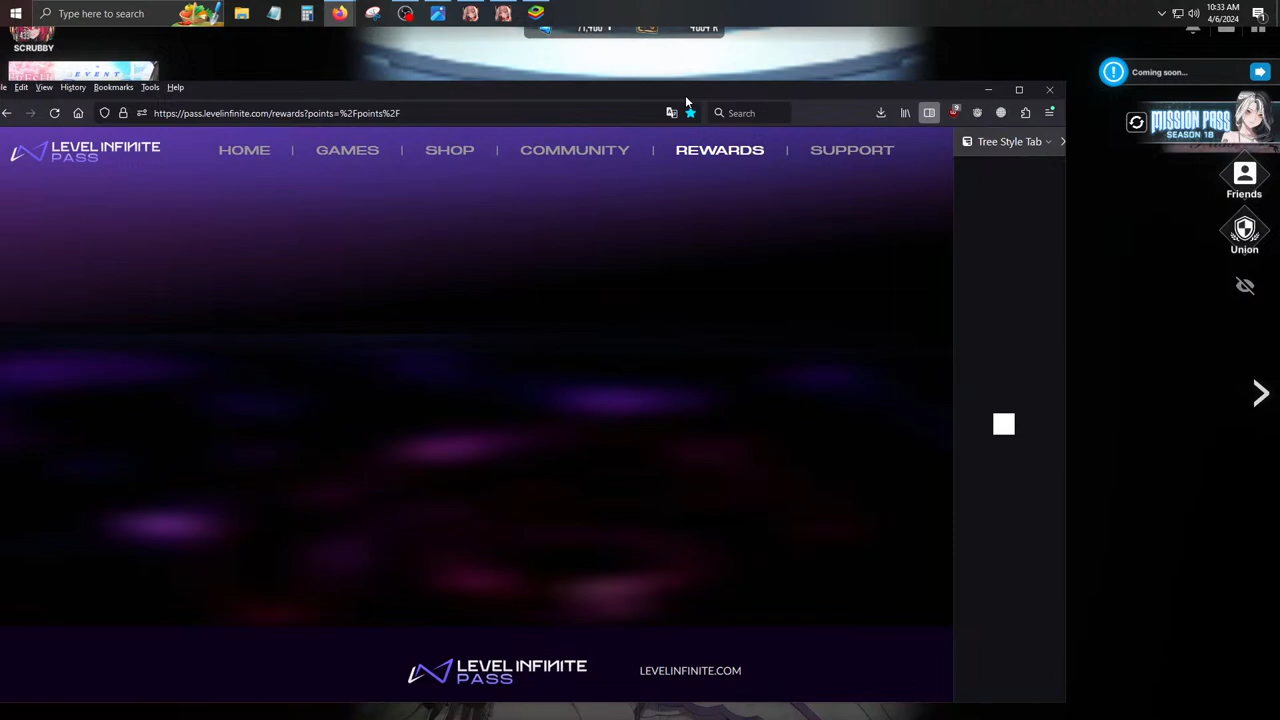 Type here to search
10:33 AM
4/6/2024
SCRUBBY
EVENT
Coming soon...
Edit View History Bookmarks Tools Help
https://pass.levelinfinite.com/rewards?points=%2Fpoints%2F
Search
MISSION PASS
SEASON 18
LEVEL INFINITE
PASS
HOME | GAMES | SHOP | COMMUNITY | REWARDS | SUPPORT
Tree Style Tab
Friends
Union
LEVEL INFINITE
PASS
LEVELINFINITE.COM